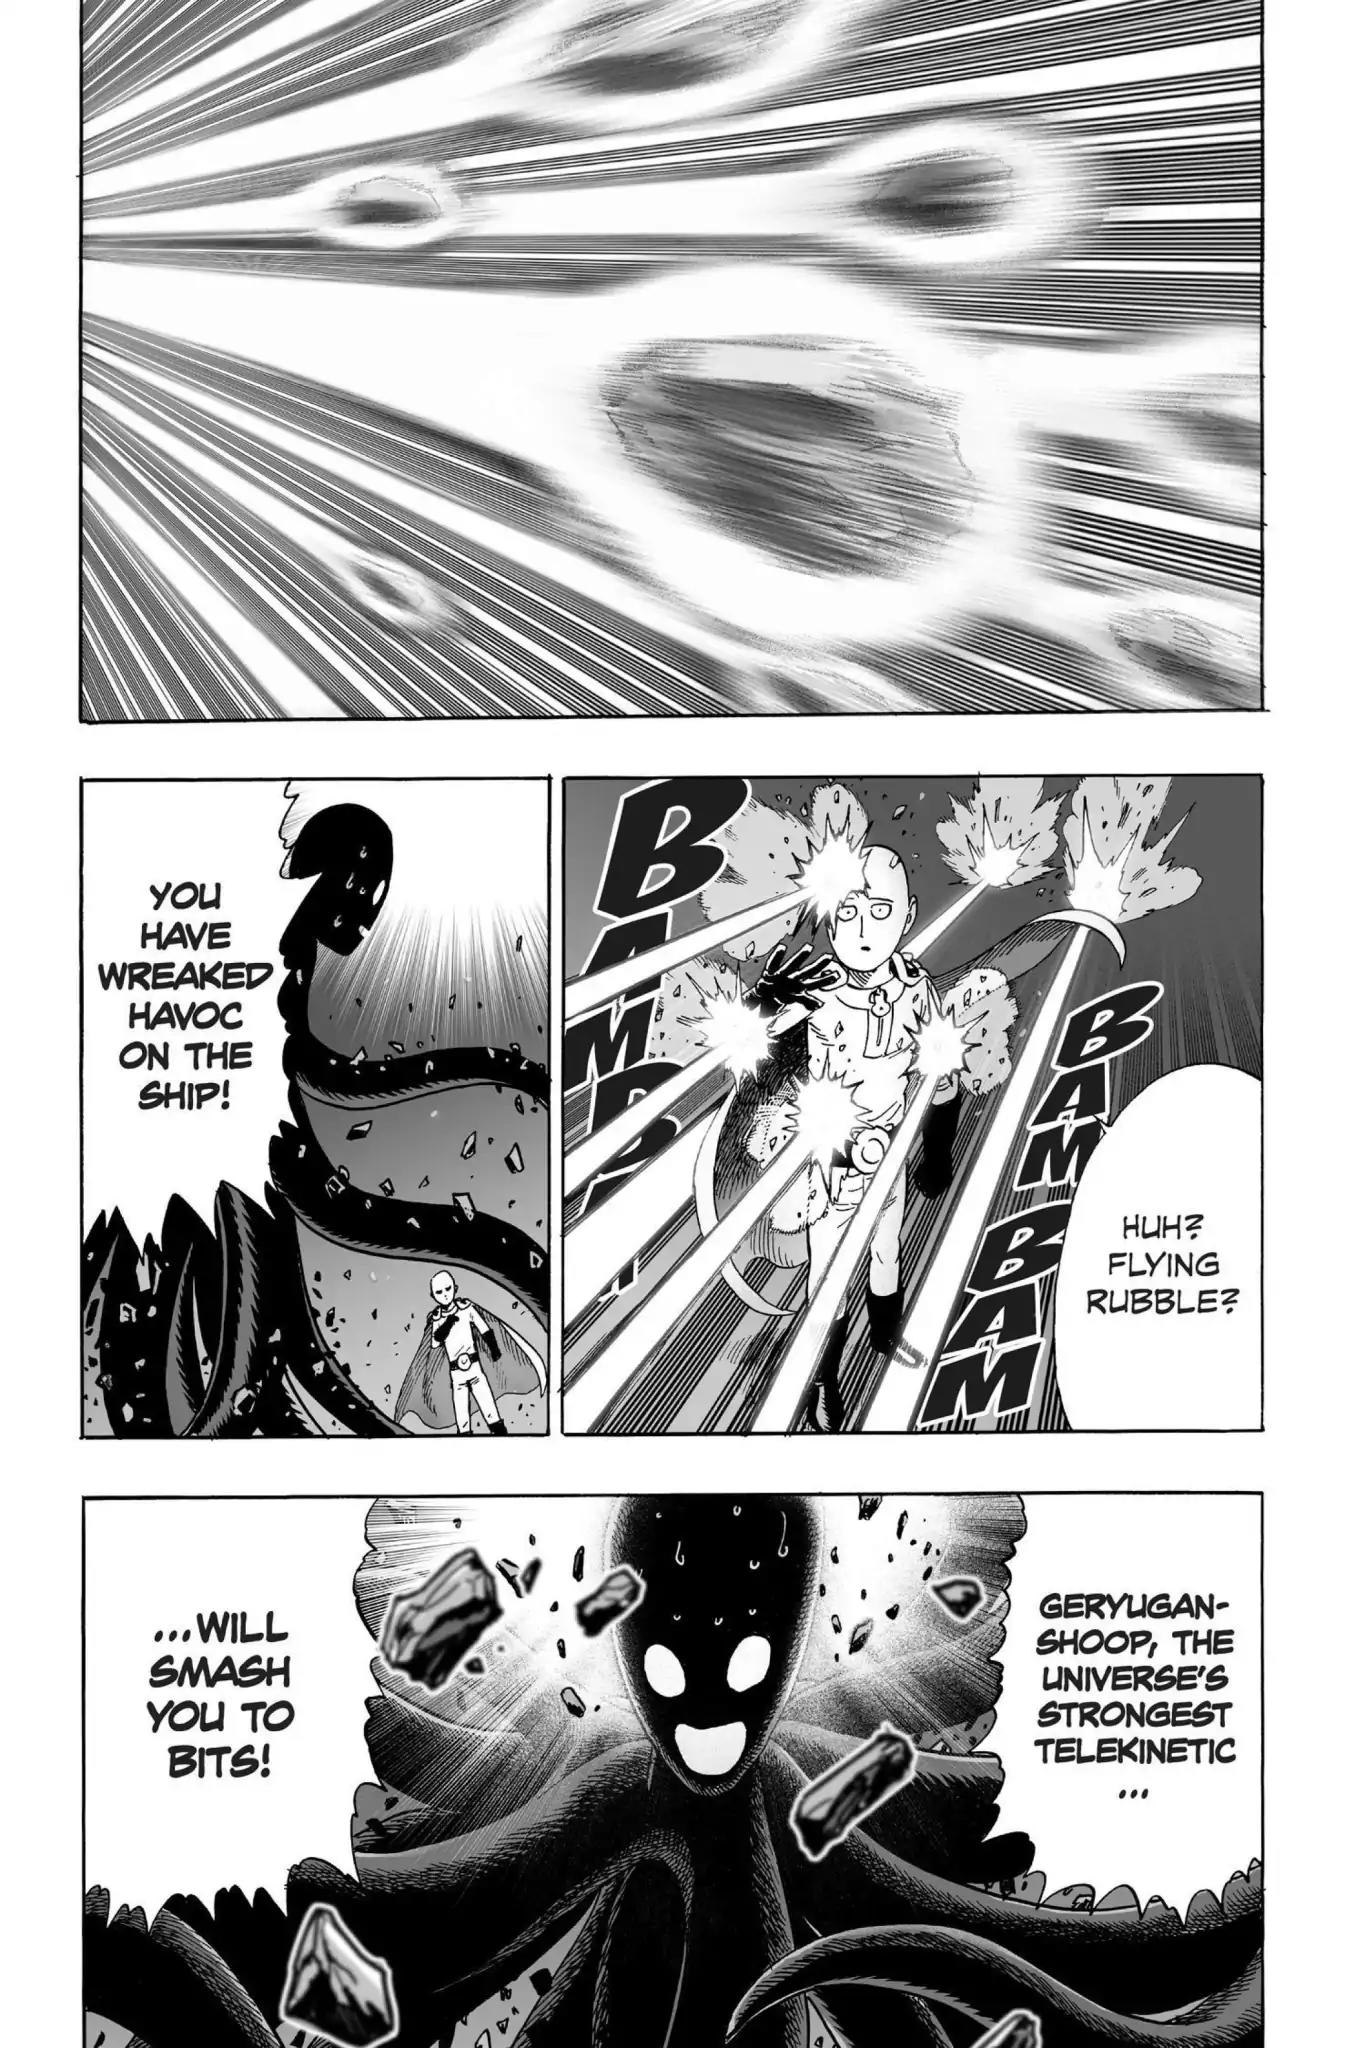 BAM
BAM
BAM
BAM
HUH?
FLYING
RUBBLE?
YOU
HAVE
WREAKED
HAVOC
ON THE
SHIP!
GERYUGAN-
SHOOP, THE
UNIVERSE'S
STRONGEST
TELEKINETIC
...
...WILL
SMASH
YOU TO
BITS!